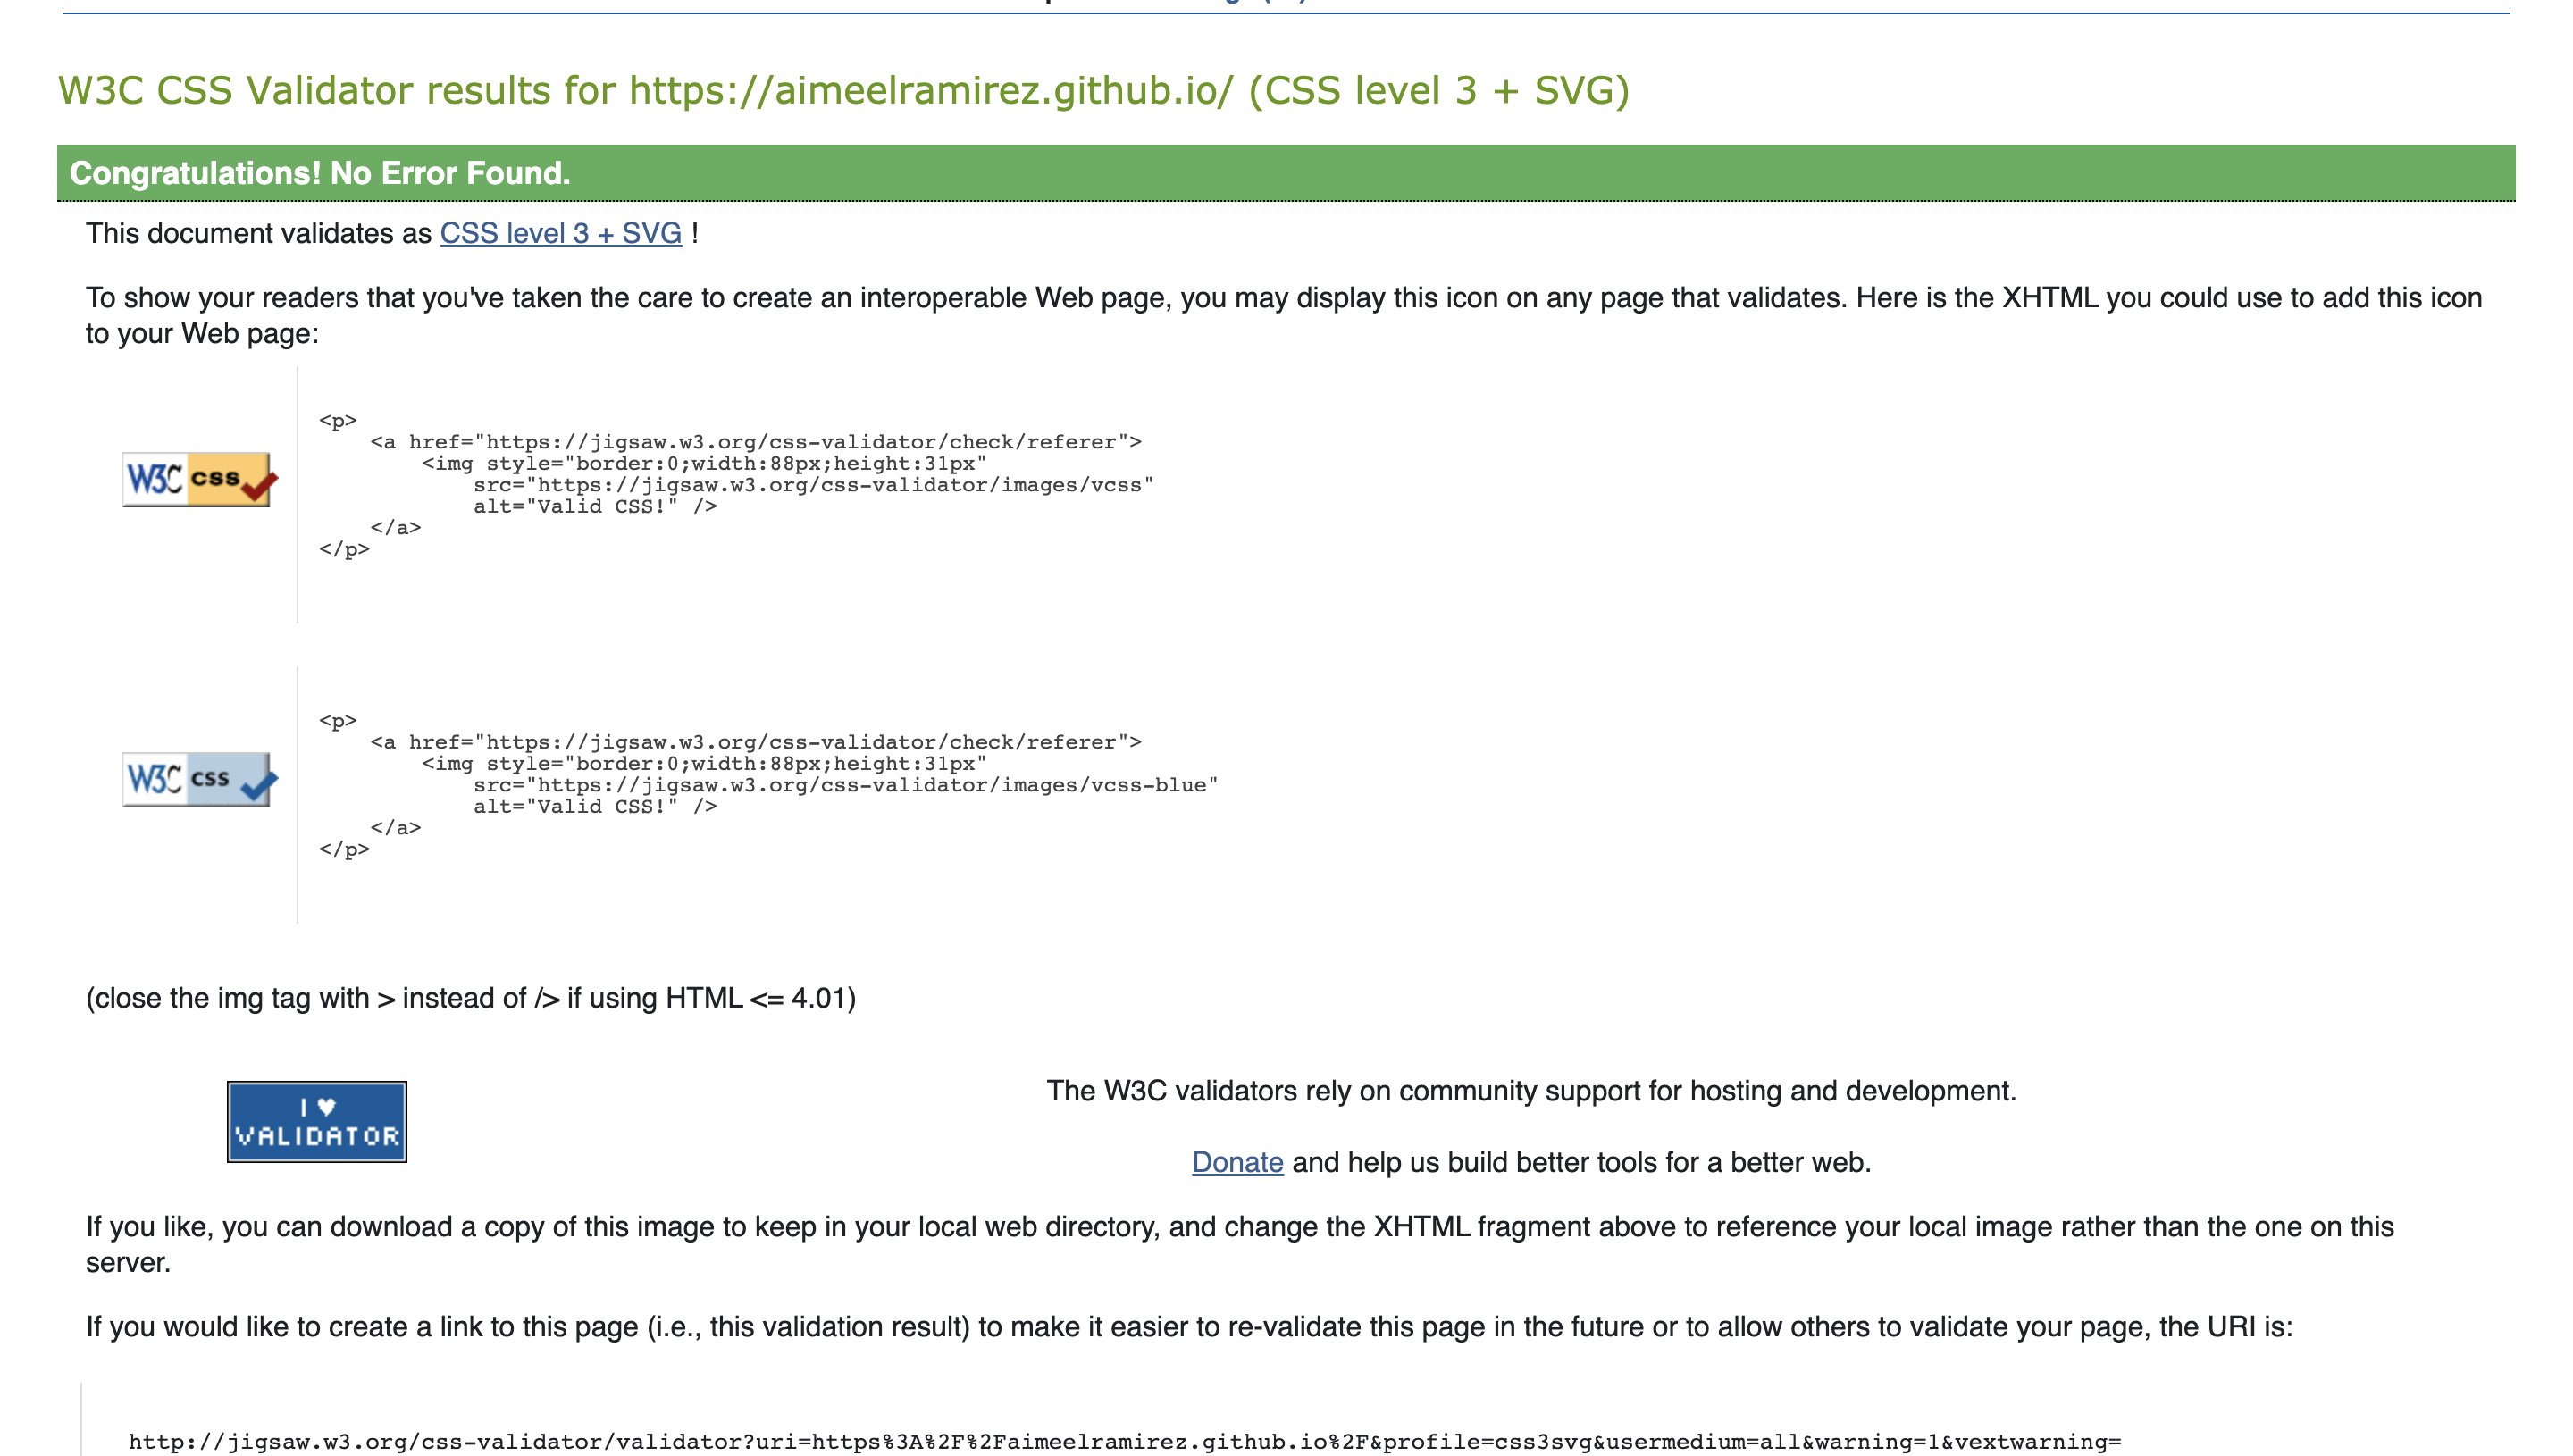 W3C CSS Validator results for https://aimeelramirez.github.io/ (CSS level 3 + SVG)
Congratulations! No Error Found.
This document validates as CSS level 3 + SVG !
To show your readers that you've taken the care to create an interoperable Web page, you may display this icon on any page that validates. Here is the XHTML you could use to add this icon
to your Web page:
W3C css
<p>
<a href="https://jigsaw.w3.org/css-validator/check/referer">
<img style="border:0;width:88px;height:31px"
src="https://jigsaw.w3.org/css-validator/images/vcss"
alt="Valid CSS!" />
</a>
</p>
W3C css
<p>
<a href="https://jigsaw.w3.org/css-validator/check/referer">
<img style="border:0;width:88px;height:31px"
src="https://jigsaw.w3.org/css-validator/images/vcss-blue"
alt="Valid CSS!" />
</a>
</p>
(close the img tag with > instead of /> if using HTML <= 4.01)
I ♥
VALIDATOR
The W3C validators rely on community support for hosting and development.
Donate and help us build better tools for a better web.
If you like, you can download a copy of this image to keep in your local web directory, and change the XHTML fragment above to reference your local image rather than the one on this
server.
If you would like to create a link to this page (i.e., this validation result) to make it easier to re-validate this page in the future or to allow others to validate your page, the URI is:
http://jigsaw.w3.org/css-validator/validator?uri=https%3A%2F%2Faimeelramirez.github.io%2F&profile=css3svg&usermedium=all&warning=1&vextwarning=